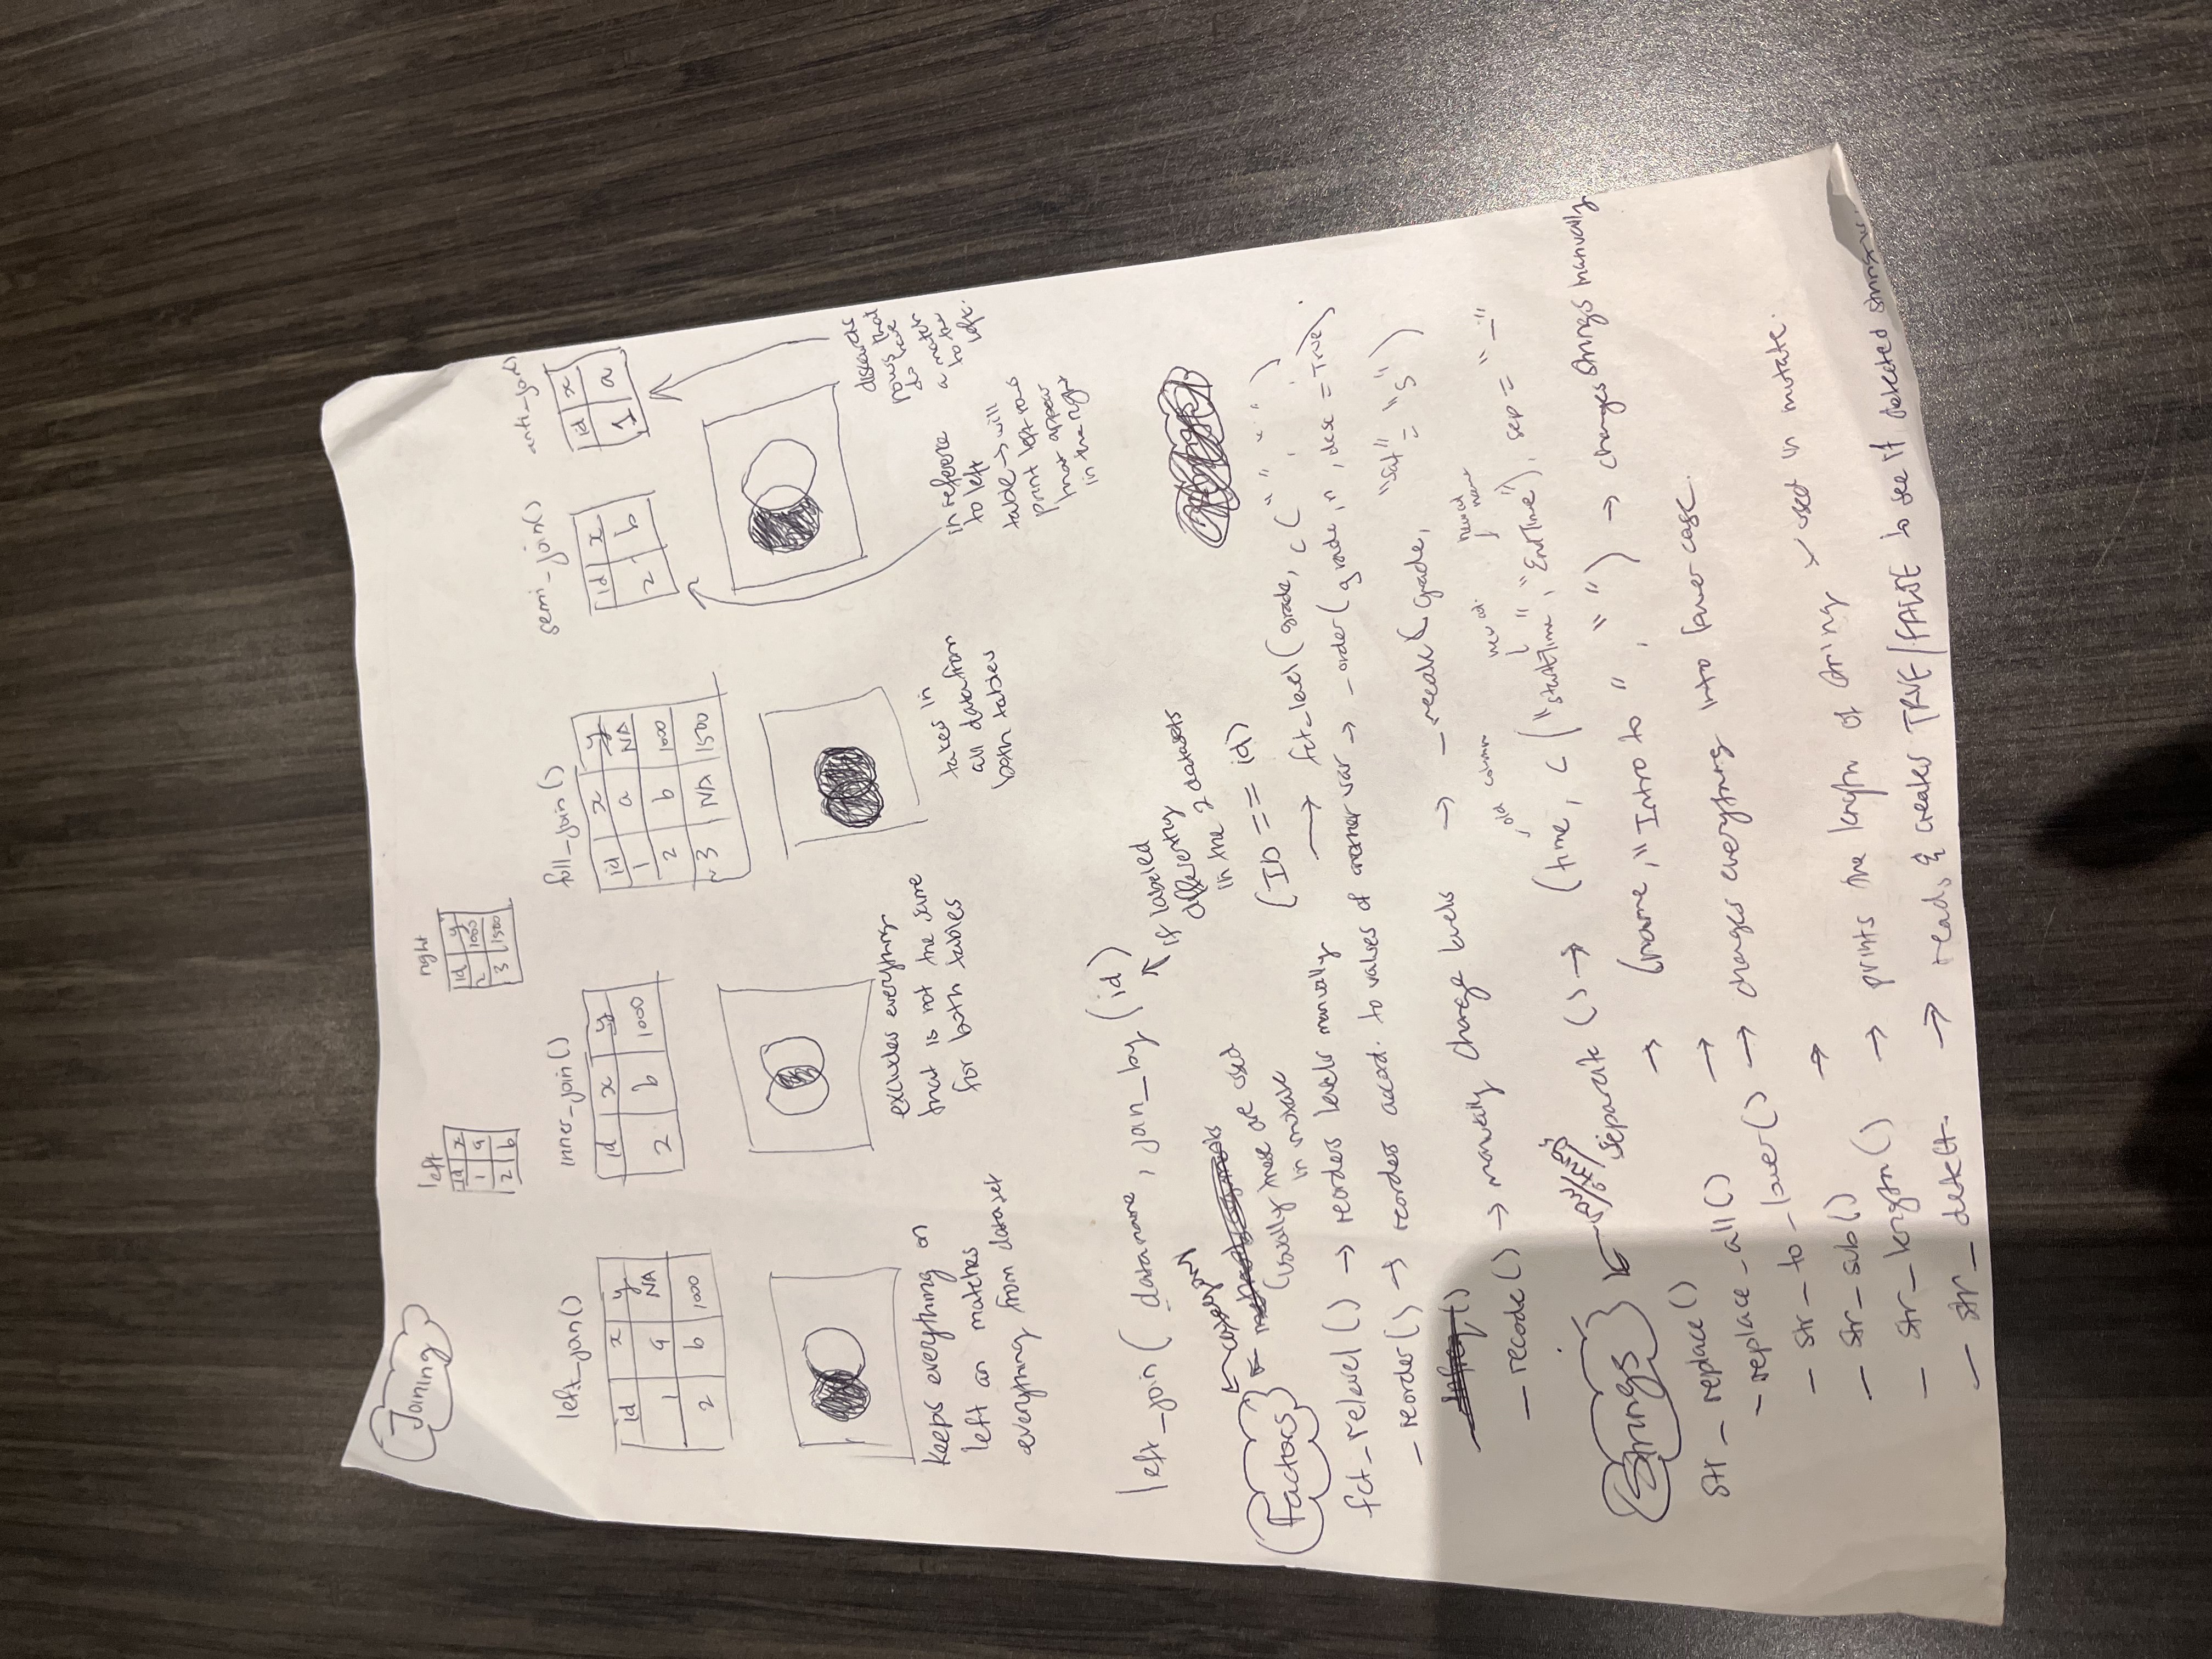 Joining
left
id x
1 a
2 b
right
id y
2 1000
3 1500
left_join()
id x y
1 a NA
2 b 1000
keeps everything on
left an matches
everything from dataset
inner_join()
id x y
2 b 1000
excludes everything
that is not the same
for both tables
full_join()
id x y
1 a NA
2 b 1000
3 NA 1500
takes in
all data from
both tables
semi_join()
id x
2 b
in reference
to left
table → will
print left rows
that appear
in the right
anti_join()
id x
1 a
discards
rows that
do have
a match
to the
left.
left_join( dataname, join_by (id)
↑ if labeled
differently
in the 2 datasets
(ID == id)
Factors
← category
(usually these are used
in mutate
fct_relevel() → reorders levels manually → fct_level(grade, c(" ", " ")
_reorder() → reorders accord. to values of another var → _order(grade, n, desc = True)
_infreq()
_recode() → manually change levels → _recode(grade, "Sat" = "S")
old column
new col.
new col
name
separate() → (time, c("startTime", "EndTime"), sep = "—"
Strings
← raw
strings
str_replace() → (name, "Intro to ", " ") → changes strings manually
- replace_all() →
- str_to_lower() → changes everything into lower case.
- str_sub() →
- str_length() → prints the length of string used in mutate.
- str_detect. → reads & creates TRUE/FALSE to see if detected string